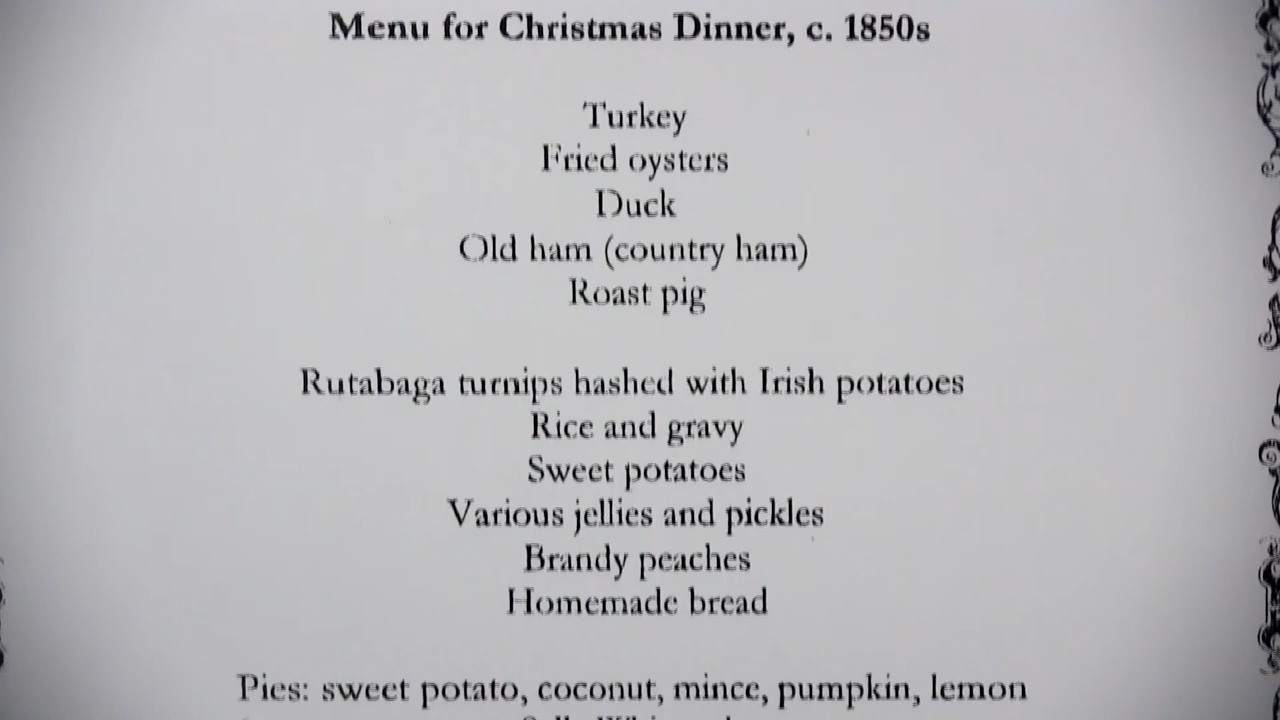 Menu for Christmas Dinner, c. 1850s
Turkey
Fried oysters
Duck
Old ham (country ham)
Roast pig
Rutabaga turnips hashed with Irish potatoes
Rice and gravy
Sweet potatoes
Various jellies and pickles
Brandy peaches
Homemade bread
Pies: sweet potato, coconut, mince, pumpkin, lemon